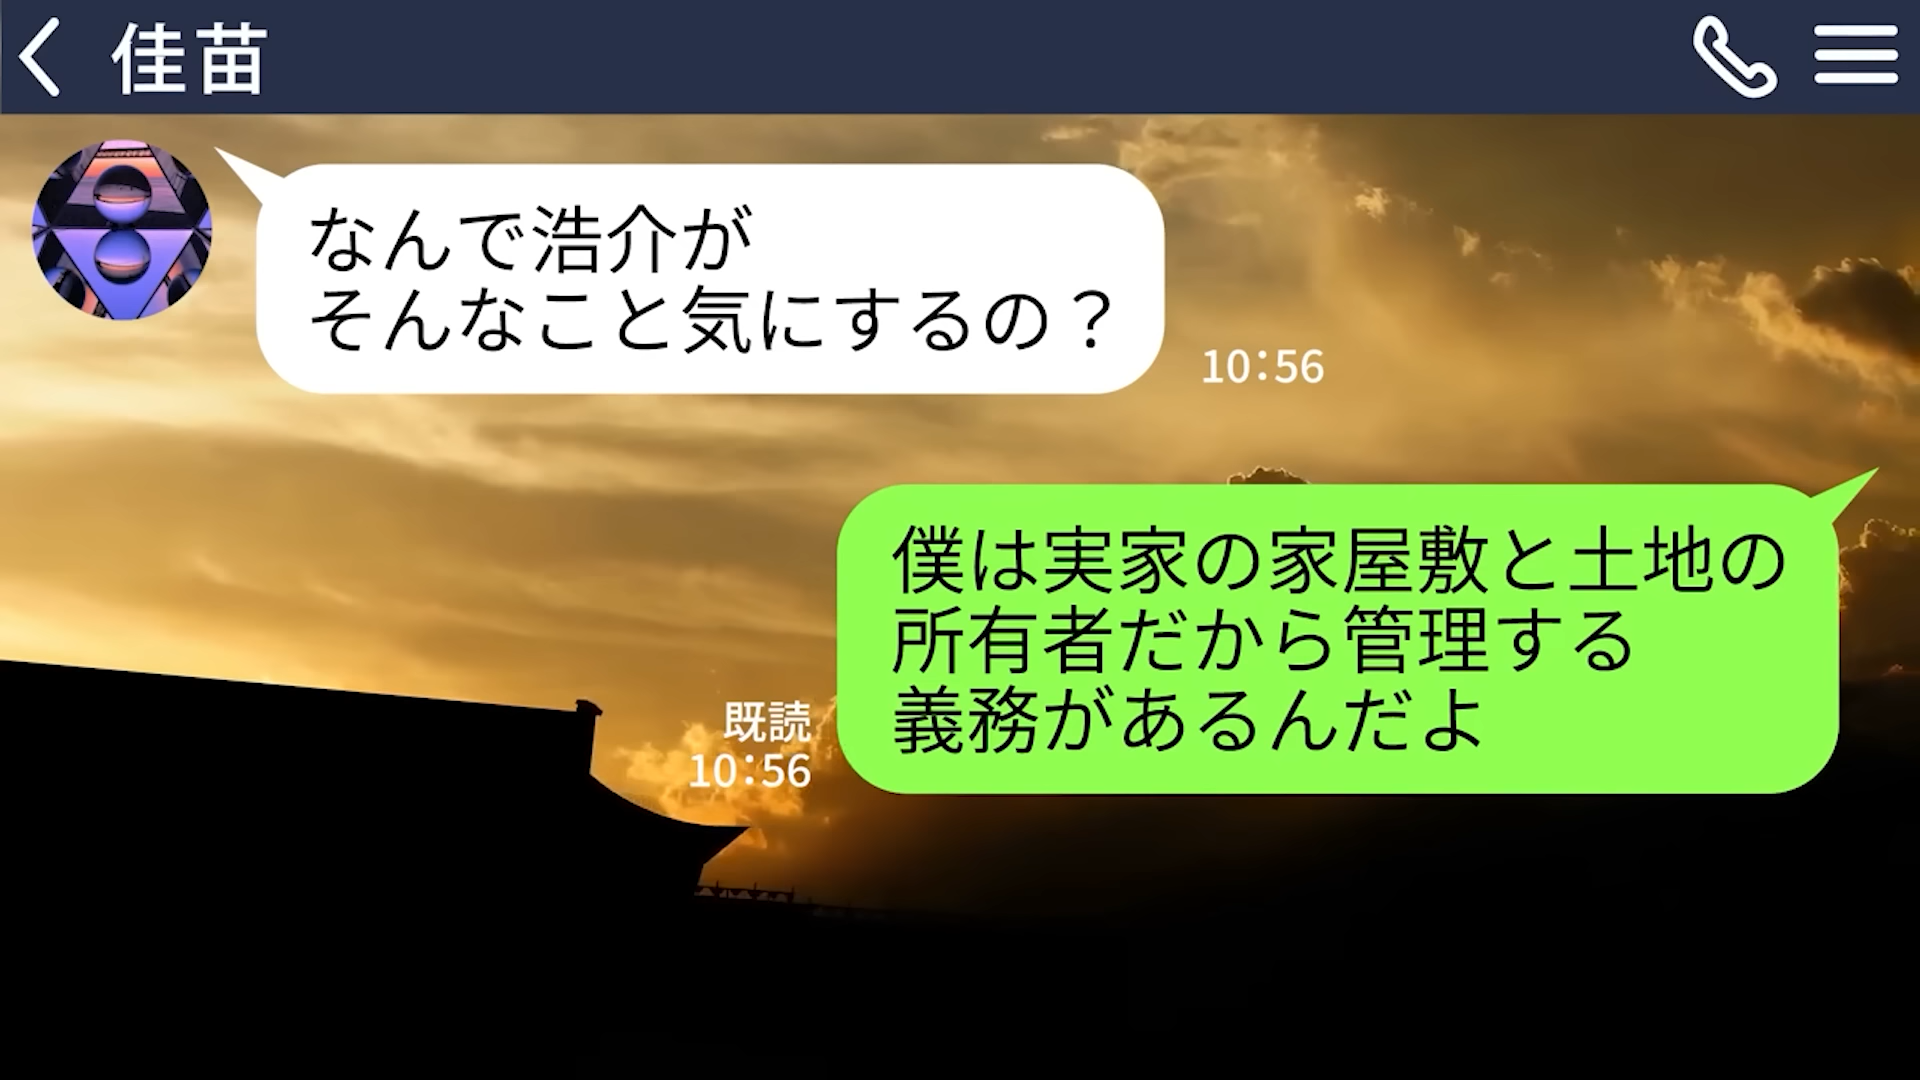 佳苗
なんで浩介が
そんなこと気にするの？
10:56
僕は実家の家屋敷と土地の
所有者だから管理する
義務があるんだよ
既読
10:56